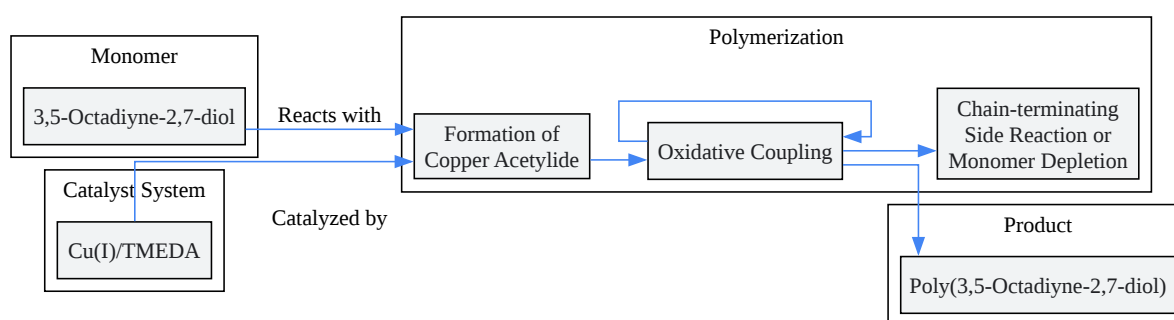 Monomer
3,5-Octadiyne-2,7-diol
Catalyst System
Cu(I)/TMEDA
Reacts with
Catalyzed by
Polymerization
Formation of
Copper Acetylide
Oxidative Coupling
Chain-terminating
Side Reaction or
Monomer Depletion
Product
Poly(3,5-Octadiyne-2,7-diol)